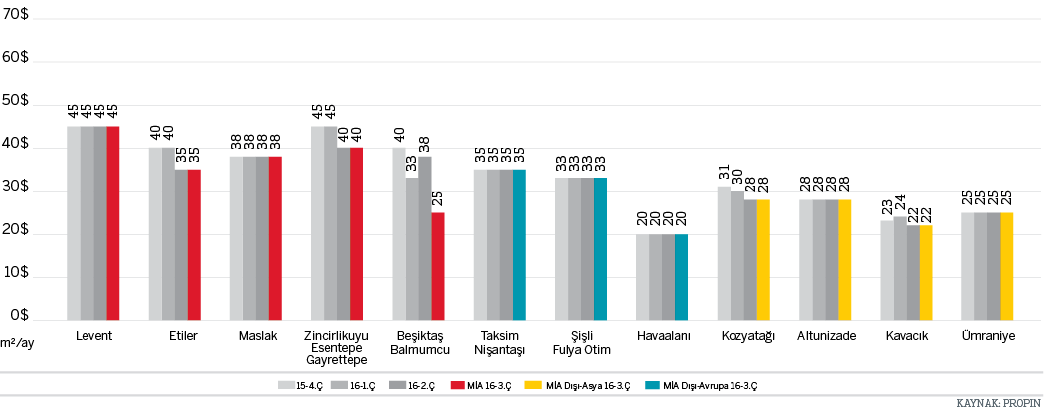 70$
60$
50$
40$
30$
20$
10$
0$
m²/ay
45 45 45 45
40 40 35 35
38 38 38 38
45 45 40 40
40 33 38 25
35 35 35 35
33 33 33 33
20 20 20 20
31 30 28 28
28 28 28 28
23 24 22 22
25 25 25 25
Levent
Etiler
Maslak
Zincirlikuyu
Esentepe
Gayrettepe
Beşiktaş
Balmumcu
Taksim
Nişantaşı
Şişli
Fulya Otim
Havaalanı
Kozyatağı
Altunizade
Kavacık
Ümraniye
15-4.Ç 16-1.Ç 16-2.Ç MİA 16-3.Ç MİA Dışı-Asya 16-3.Ç MİA Dışı-Avrupa 16-3.Ç
KAYNAK: PROPIN